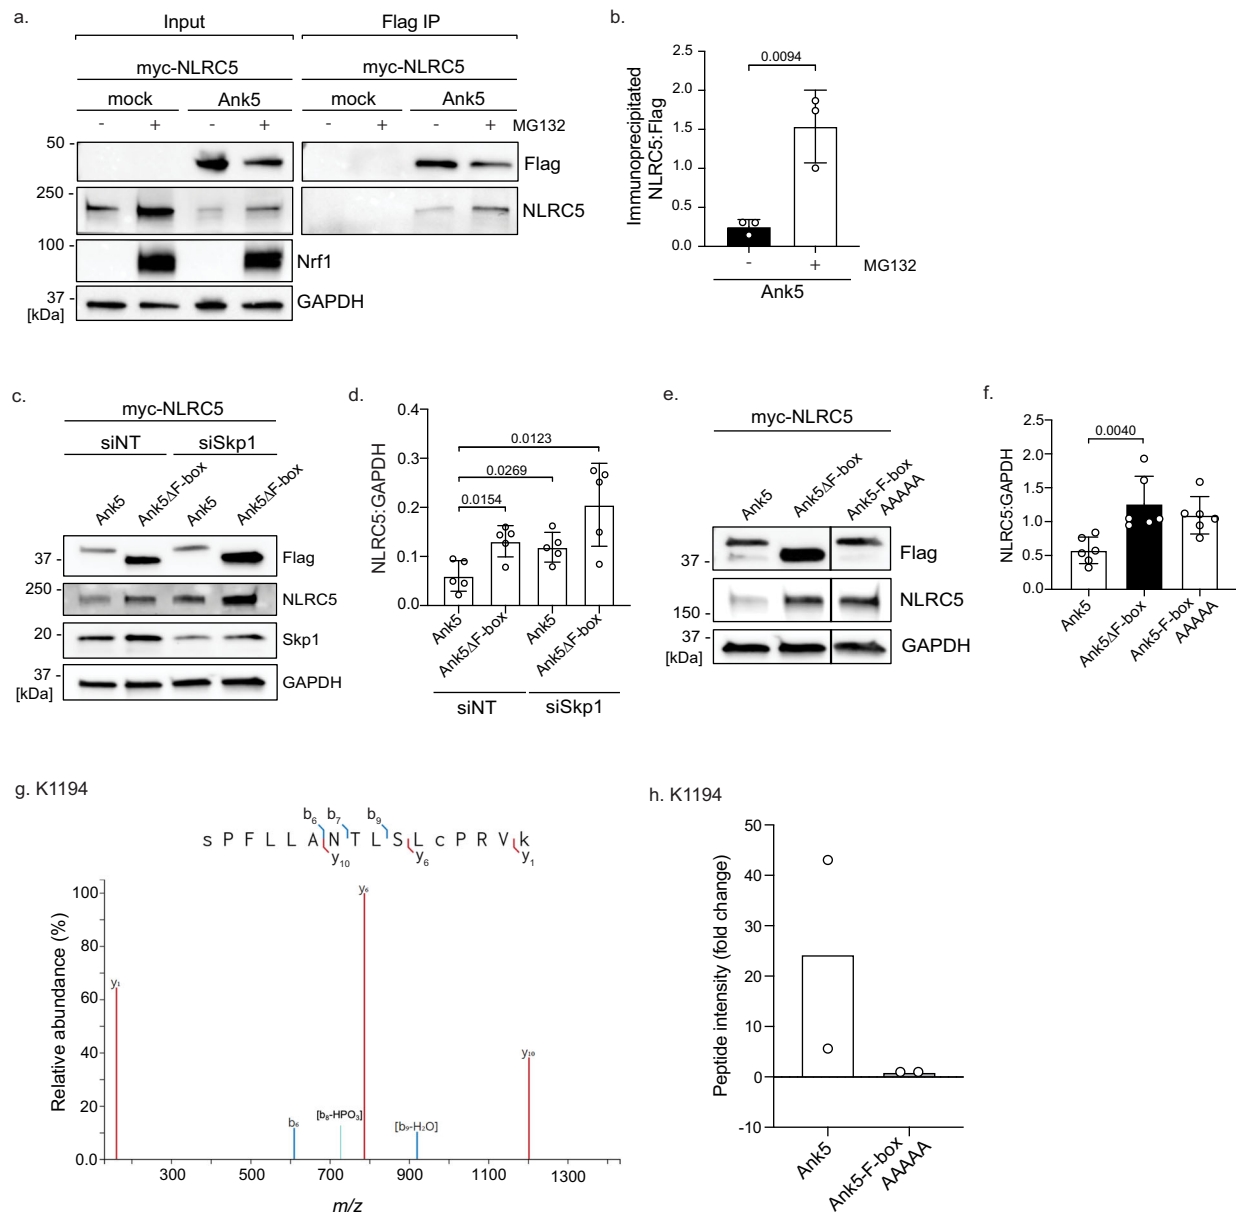 a.
Input
Flag IP
myc-NLRC5
myc-NLRC5
mock
Ank5
mock
Ank5
- + - + - + - + MG132
50 -
Flag
250 -
NLRC5
100 -
Nrf1
37 -
GAPDH
[kDa]
b.
Immunoprecipitated
NLRC5:Flag
2.5
2.0
1.5
1.0
0.5
0.0
0.0094
- + MG132
Ank5
c.
myc-NLRC5
siNT
siSkp1
Ank5
Ank5ΔF-box
Ank5
Ank5ΔF-box
37 -
Flag
250 -
NLRC5
20 -
Skp1
37 -
GAPDH
[kDa]
d.
NLRC5:GAPDH
0.4
0.3
0.2
0.1
0.0
0.0123
0.0269
0.0154
Ank5
Ank5ΔF-box
Ank5
Ank5ΔF-box
siNT
siSkp1
e.
myc-NLRC5
Ank5
Ank5ΔF-box
Ank5-F-box
AAAAA
37 -
Flag
150 -
NLRC5
37 -
GAPDH
[kDa]
f.
NLRC5:GAPDH
2.5
2.0
1.5
1.0
0.5
0.0
0.0040
Ank5
Ank5ΔF-box
Ank5-F-box
AAAAA
g. K1194
b6 b7 b9
s P F L L A N T L S L c P R V k
y10 y6 y1
Relative abundance (%)
100
80
60
40
20
0.0
y1
b6
[b8-HPO3]
y6
[b9-H2O]
y10
300 500 700 900 1100 1300
m/z
h. K1194
Peptide intensity (fold change)
50
40
30
20
10
0
-10
Ank5
Ank5-F-box
AAAAA